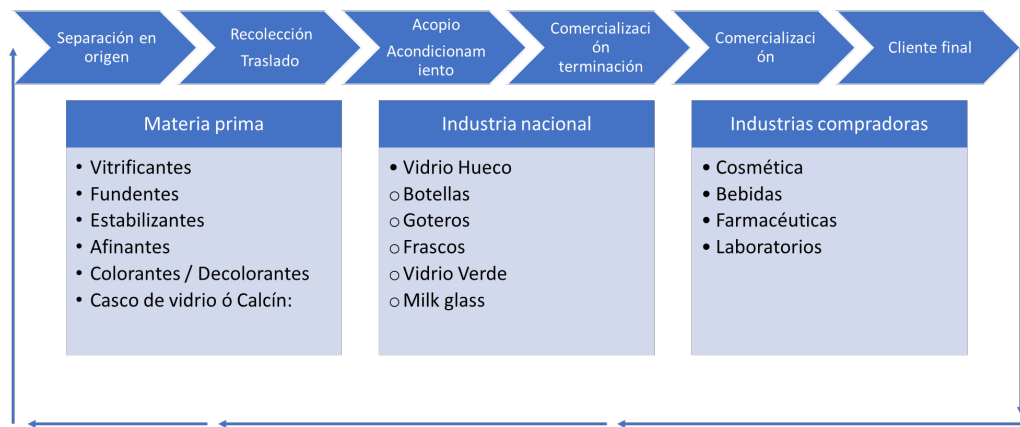 Separación en
origen
Recolección
Traslado
Acopio
Acondicionam
iento
Comercializaci
ón
terminación
Comercializaci
ón
Cliente final
Materia prima
• Vitrificantes
• Fundentes
• Estabilizantes
• Afinantes
• Colorantes / Decolorantes
• Casco de vidrio ó Calcín:
Industria nacional
• Vidrio Hueco
o Botellas
o Goteros
o Frascos
o Vidrio Verde
o Milk glass
Industrias compradoras
• Cosmética
• Bebidas
• Farmacéuticas
• Laboratorios